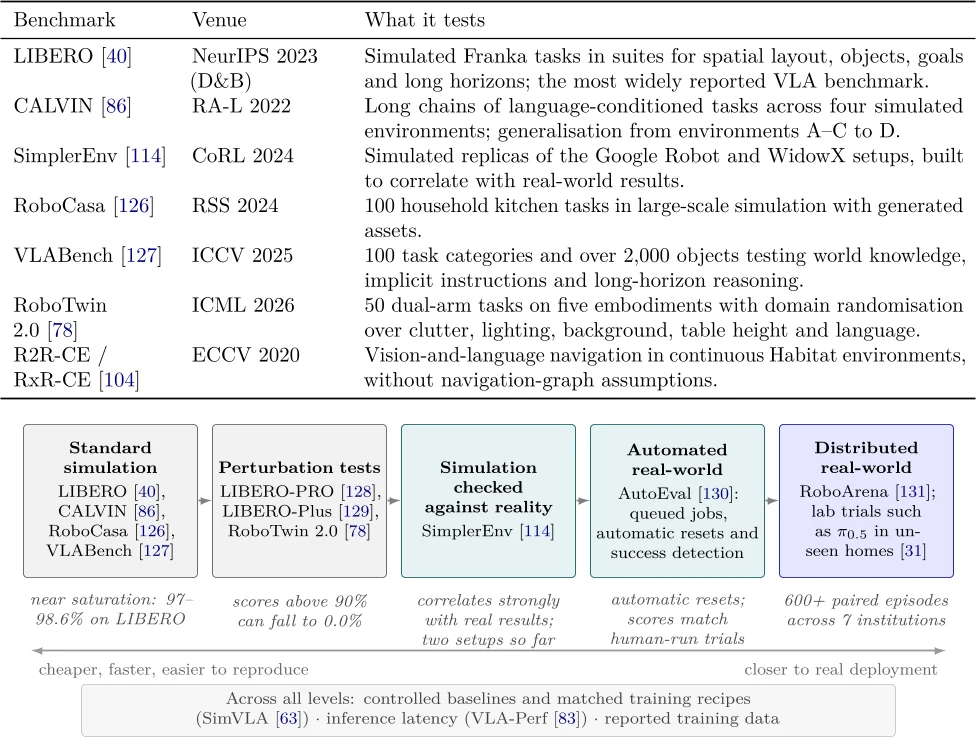 Benchmark Venue What it tests
LIBERO [40] NeurIPS 2023 Simulated Franka tasks in suites for spatial layout, objects, goals
(D&B) and long horizons; the most widely reported VLA benchmark.
CALVIN [86] RA-L 2022 Long chains of language-conditioned tasks across four simulated
environments; generalisation from environments A–C to D.
SimplerEnv [114] CoRL 2024 Simulated replicas of the Google Robot and WidowX setups, built
to correlate with real-world results.
RoboCasa [126] RSS 2024 100 household kitchen tasks in large-scale simulation with generated
assets.
VLABench [127] ICCV 2025 100 task categories and over 2,000 objects testing world knowledge,
implicit instructions and long-horizon reasoning.
RoboTwin ICML 2026 50 dual-arm tasks on five embodiments with domain randomisation
2.0 [78] over clutter, lighting, background, table height and language.
R2R-CE / ECCV 2020 Vision-and-language navigation in continuous Habitat environments,
RxR-CE [104] without navigation-graph assumptions.
Standard
simulation
LIBERO [40],
CALVIN [86],
RoboCasa [126],
VLABench [127]
near saturation: 97–
98.6% on LIBERO
Perturbation tests
LIBERO-PRO [128],
LIBERO-Plus [129],
RoboTwin 2.0 [78]
scores above 90%
can fall to 0.0%
Simulation
checked
against reality
SimplerEnv [114]
correlates strongly
with real results;
two setups so far
Automated
real-world
AutoEval [130]:
queued jobs,
automatic resets and
success detection
automatic resets;
scores match
human-run trials
Distributed
real-world
RoboArena [131];
lab trials such
as π0.5 in un-
seen homes [31]
600+ paired episodes
across 7 institutions
cheaper, faster, easier to reproduce
closer to real deployment
Across all levels: controlled baselines and matched training recipes
(SimVLA [63]) · inference latency (VLA-Perf [83]) · reported training data